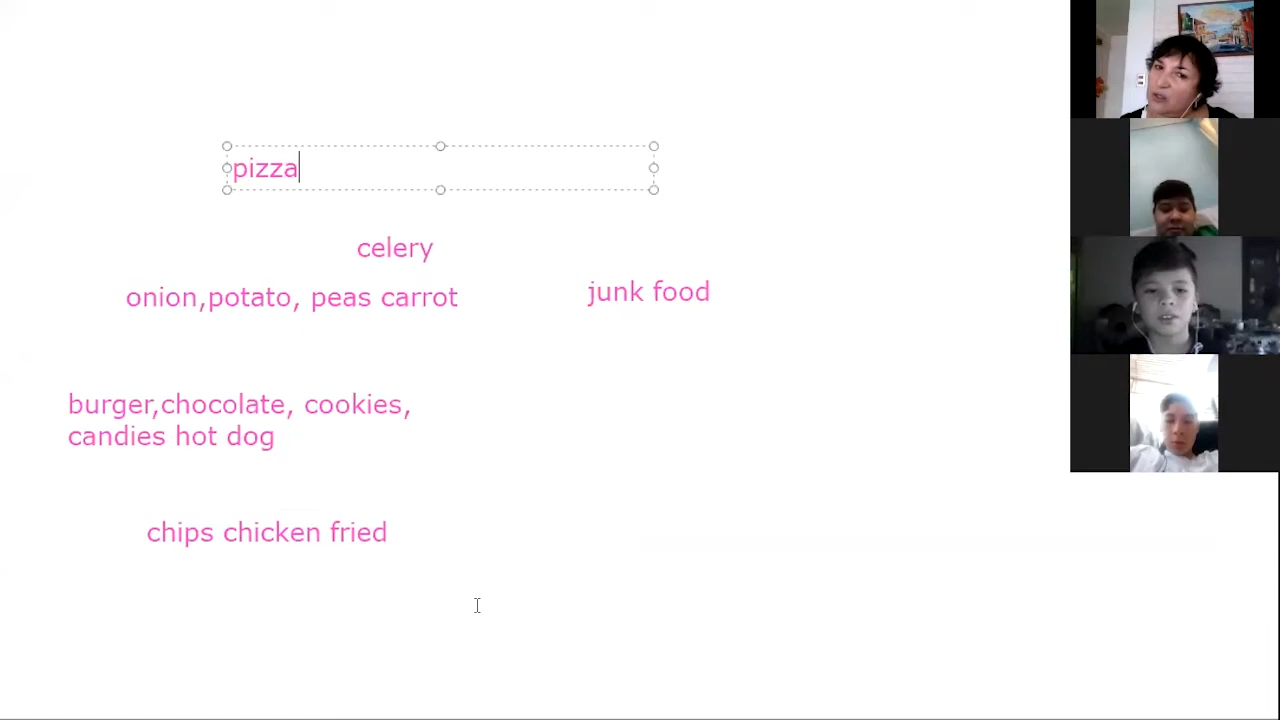 pizza
celery
onion,potato, peas carrot
junk food
burger,chocolate, cookies,
candies hot dog
chips chicken fried